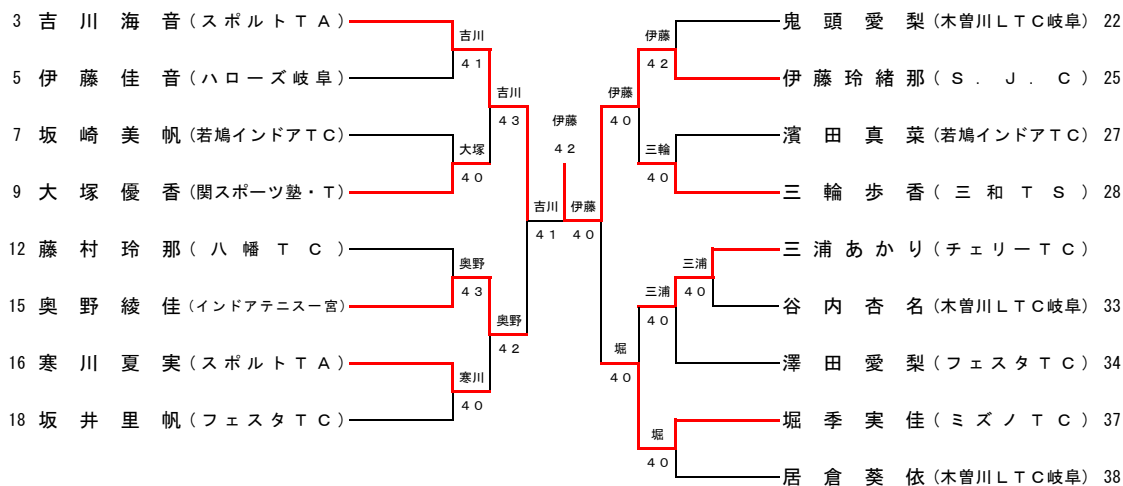 3 吉川海音(スポルトTA)
吉川
41
5 伊藤佳音(ハローズ岐阜)
吉川
43
7 坂崎美帆(若鳩インドアTC)
大塚
40
9 大塚優香(関スポーツ塾・T)
吉川
41
12 藤村玲那(八幡TC)
奥野
43
15 奥野綾佳(インドアテニス一宮)
奥野
42
16 寒川夏実(スポルトTA)
寒川
40
18 坂井里帆(フェスタTC)
伊藤
42
鬼頭愛梨(木曽川LTC岐阜) 22
伊藤
42
伊藤玲緒那(S.J.C) 25
伊藤
40
濱田真菜(若鳩インドアTC) 27
三輪
40
三輪歩香(三和TS) 28
伊藤
40
三浦あかり(チェリーTC)
三浦
40
谷内杏名(木曽川LTC岐阜) 33
三浦
40
澤田愛梨(フェスタTC) 34
堀
40
堀季実佳(ミズノTC) 37
堀
40
居倉葵依(木曽川LTC岐阜) 38